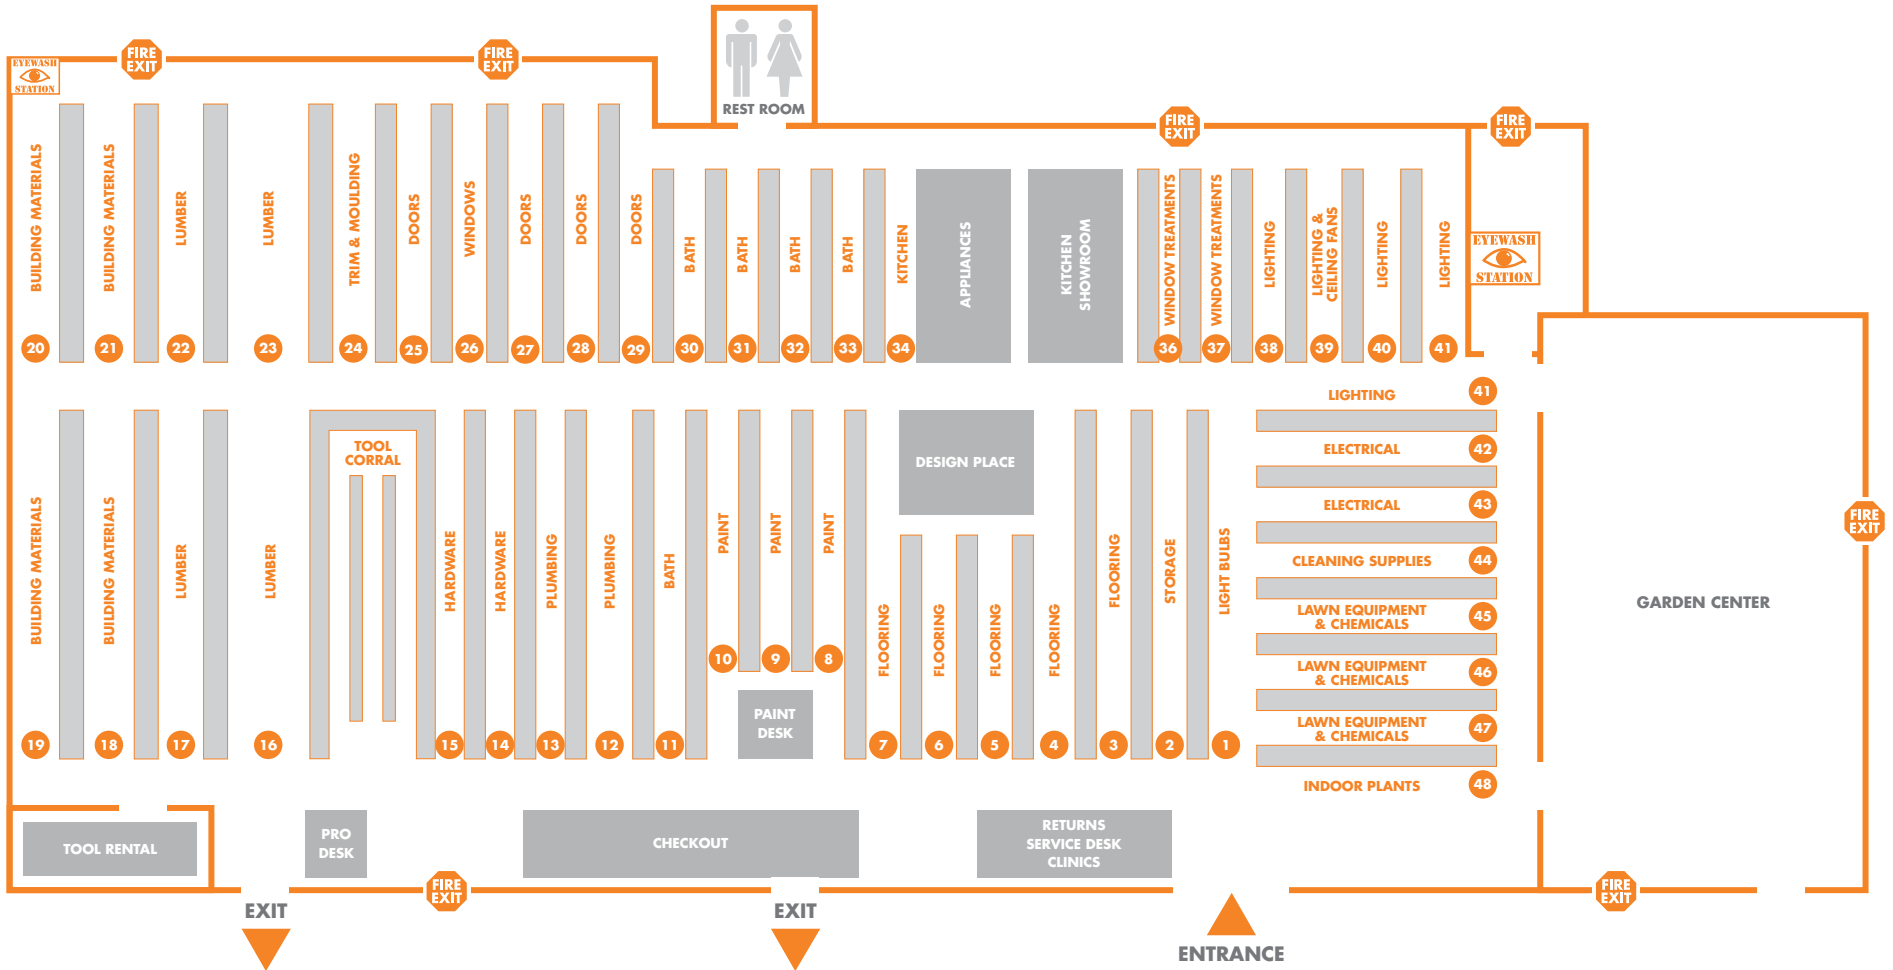 REST ROOM
FIRE
EXIT
FIRE
EXIT
FIRE
EXIT
FIRE
EXIT
EYEWASH
STATION
BUILDING MATERIALS
20
BUILDING MATERIALS
21
LUMBER
22
LUMBER
23
TRIM & MOULDING
24
DOORS
25
WINDOWS
26
DOORS
27
DOORS
28
DOORS
29
BATH
30
BATH
31
BATH
32
BATH
33
KITCHEN
34
APPLIANCES
KITCHEN
SHOWROOM
WINDOW TREATMENTS
36
WINDOW TREATMENTS
37
LIGHTING
38
LIGHTING &
CEILING FANS
39
LIGHTING
40
LIGHTING
41
EYEWASH
STATION
BUILDING MATERIALS
19
BUILDING MATERIALS
18
LUMBER
17
LUMBER
16
TOOL
CORRAL
HARDWARE
15
HARDWARE
14
PLUMBING
13
PLUMBING
12
BATH
11
PAINT
10
PAINT
9
PAINT
8
PAINT
DESK
FLOORING
7
FLOORING
6
FLOORING
5
FLOORING
4
DESIGN PLACE
FLOORING
3
STORAGE
2
LIGHT BULBS
1
LIGHTING
41
ELECTRICAL
42
ELECTRICAL
43
CLEANING SUPPLIES
44
LAWN EQUIPMENT
& CHEMICALS
45
LAWN EQUIPMENT
& CHEMICALS
46
LAWN EQUIPMENT
& CHEMICALS
47
INDOOR PLANTS
48
GARDEN CENTER
FIRE
EXIT
TOOL RENTAL
PRO
DESK
CHECKOUT
RETURNS
SERVICE DESK
CLINICS
FIRE
EXIT
FIRE
EXIT
EXIT
EXIT
ENTRANCE